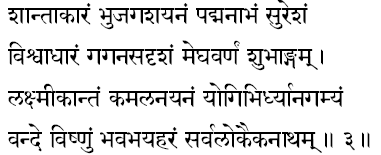 शान्ताकारं भुजगशयनं पद्मनाभं सुरेशं
विश्वाधारं गगनसदृशं मेघवर्णं शुभाङ्गम् ।
लक्ष्मीकान्तं कमलनयनं योगिभिर्ध्यानगम्यं
वन्दे विष्णुं भवभयहरं सर्वलोकैकनाथम् ॥ ३ ॥